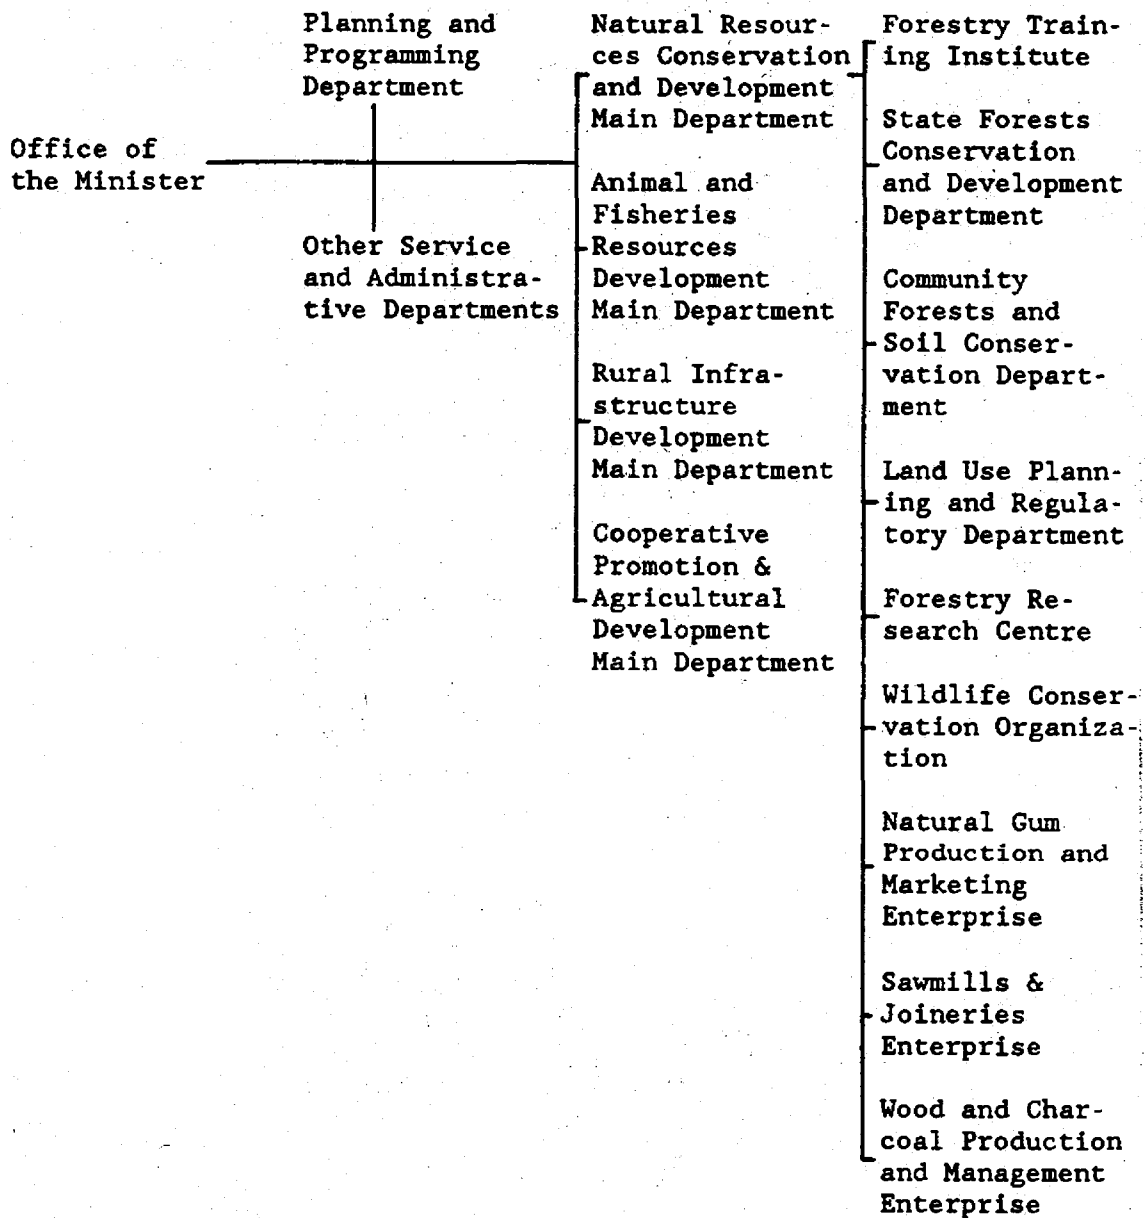 Office of
the Minister
Planning and
Programming
Department
Other Service
and Administra-
tive Departments
Natural Resour-
ces Conservation
and Development
Main Department
Animal and
Fisheries
Resources
Development
Main Department
Rural Infra-
structure
Development
Main Department
Cooperative
Promotion &
Agricultural
Development
Main Department
Forestry Train-
ing Institute
State Forests
Conservation
and Development
Department
Community
Forests and
Soil Conser-
vation Depart-
ment
Land Use Plann-
ing and Regula-
tory Department
Forestry Re-
search Centre
Wildlife Conser-
vation Organiza-
tion
Natural Gum
Production and
Marketing
Enterprise
Sawmills &
Joineries
Enterprise
Wood and Char-
coal Production
and Management
Enterprise